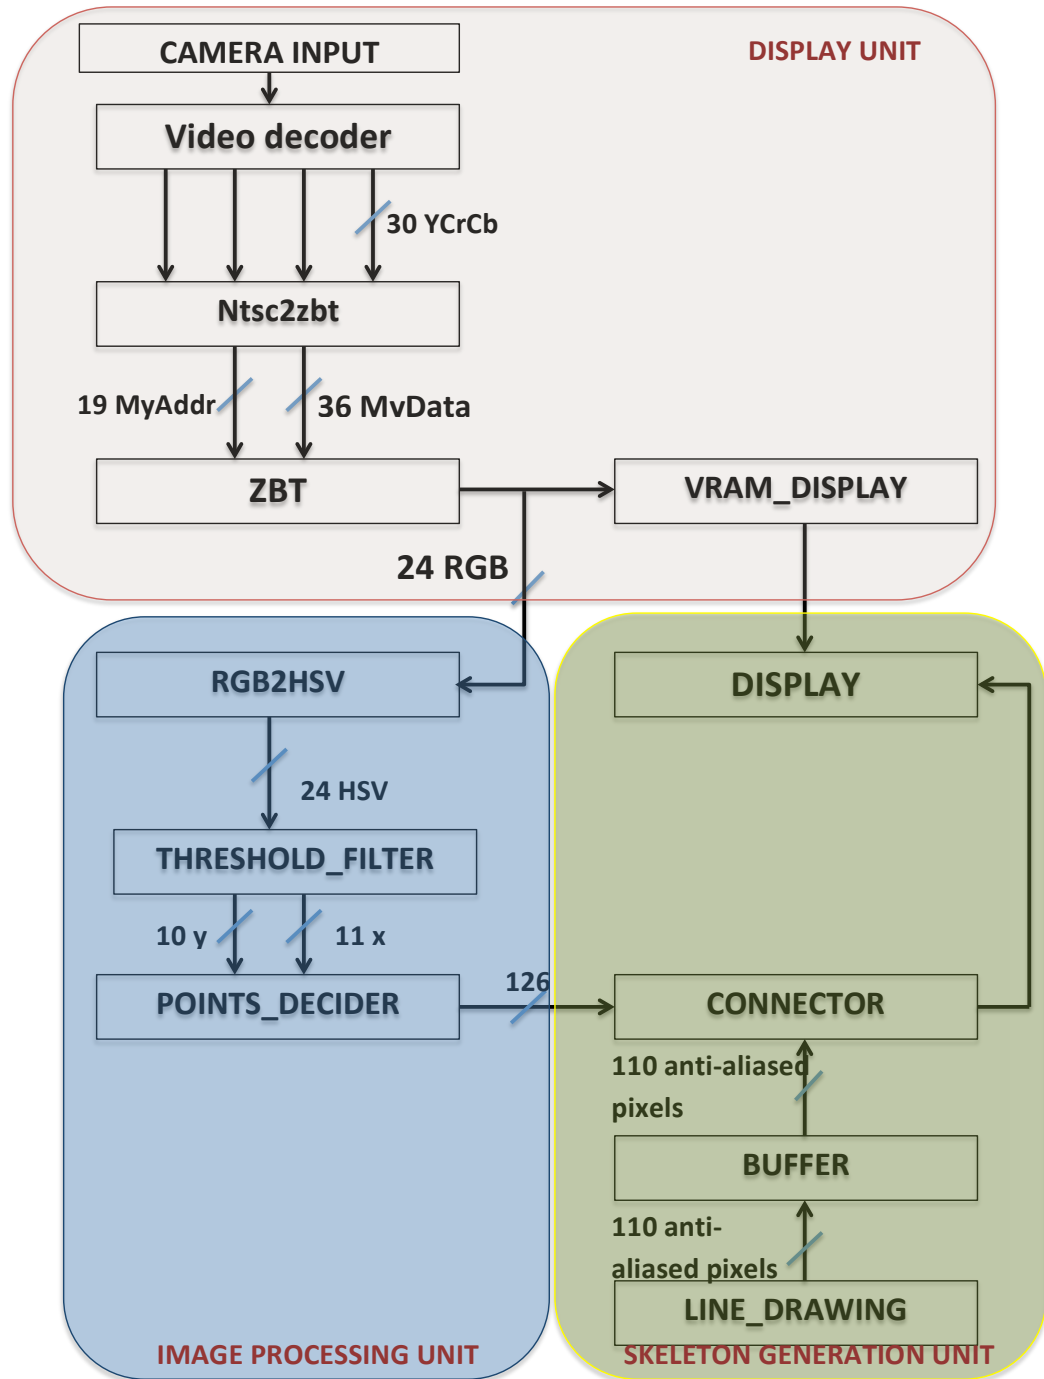 CAMERA INPUT
DISPLAY UNIT
Video decoder
30 YCrCb
Ntsc2zbt
19 MyAddr
36 MvData
ZBT
VRAM_DISPLAY
24 RGB
RGB2HSV
DISPLAY
24 HSV
THRESHOLD_FILTER
10 y
11 x
126
POINTS_DECIDER
CONNECTOR
110 anti-aliased
pixels
BUFFER
110 anti-
aliased pixels
LINE_DRAWING
IMAGE PROCESSING UNIT
SKELETON GENERATION UNIT